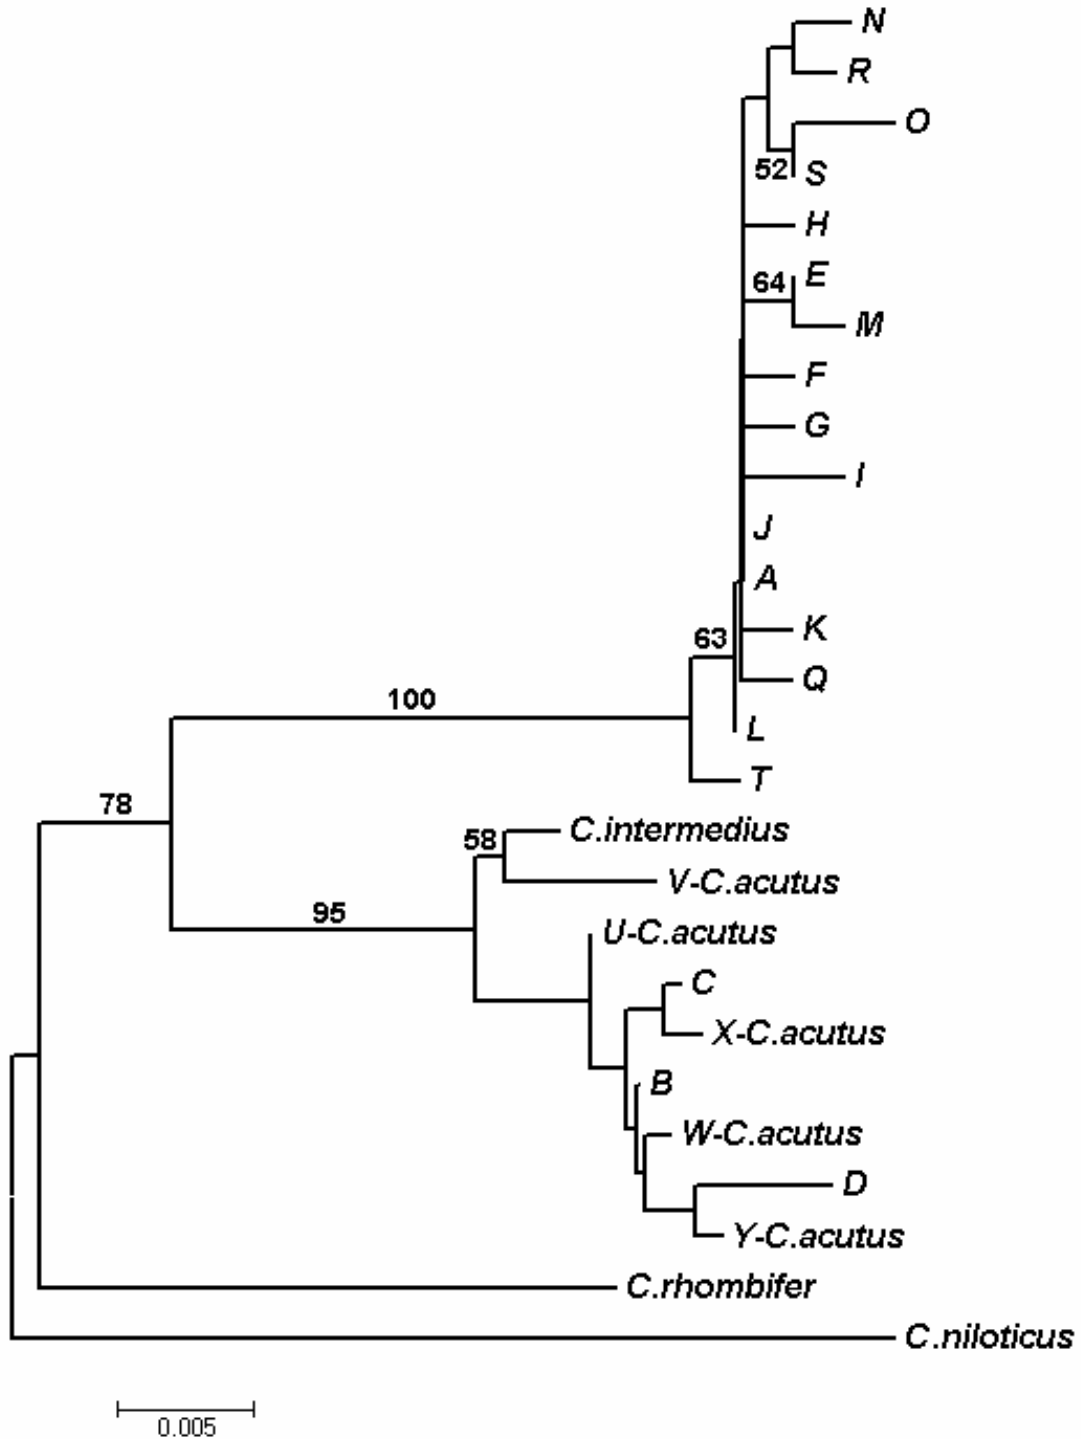 N
R
O
52
S
H
E
64
M
F
G
I
J
A
K
63
Q
100
L
T
78
C.intermedius
58
V-C.acutus
95
U-C.acutus
C
X-C.acutus
B
W-C.acutus
D
Y-C.acutus
C.rhombifer
C.niloticus
0.005